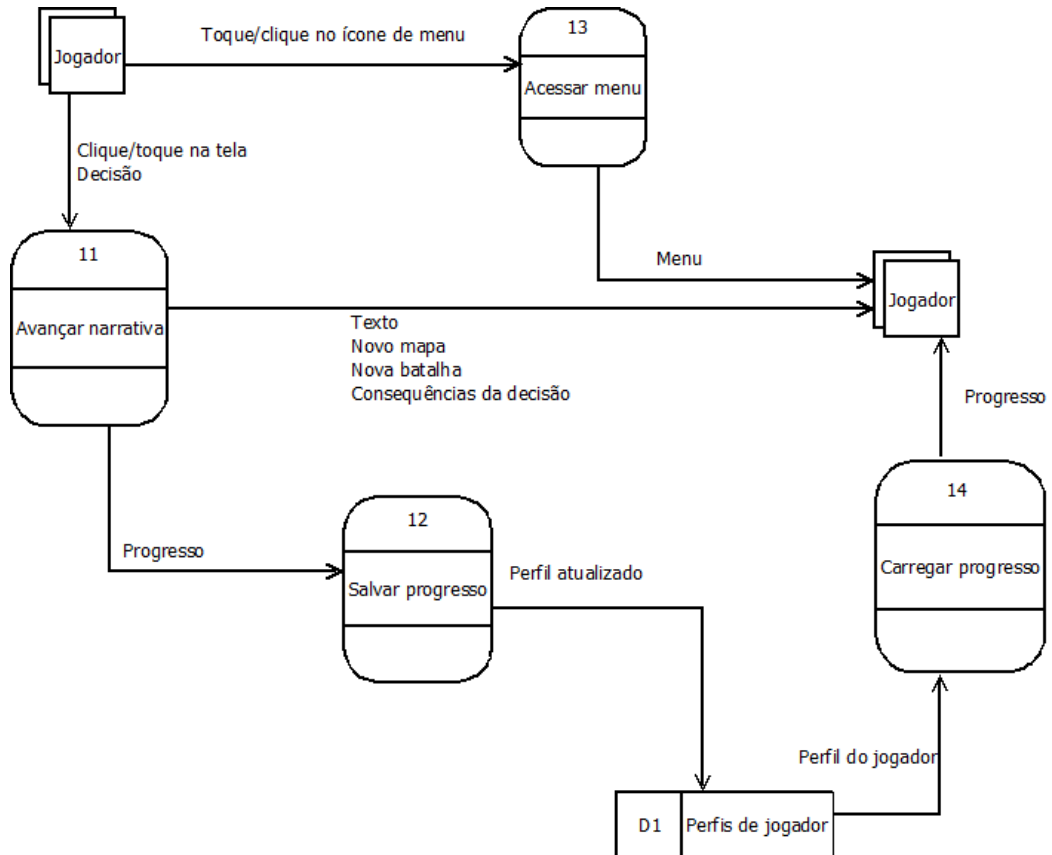 Jogador
Toque/clique no ícone de menu
13
Acessar menu
Clique/toque na tela
Decisão
11
Avançar narrativa
Menu
Jogador
Texto
Novo mapa
Nova batalha
Consequências da decisão
Progresso
14
Carregar progresso
12
Salvar progresso
Progresso
Perfil atualizado
Perfil do jogador
D1
Perfis de jogador